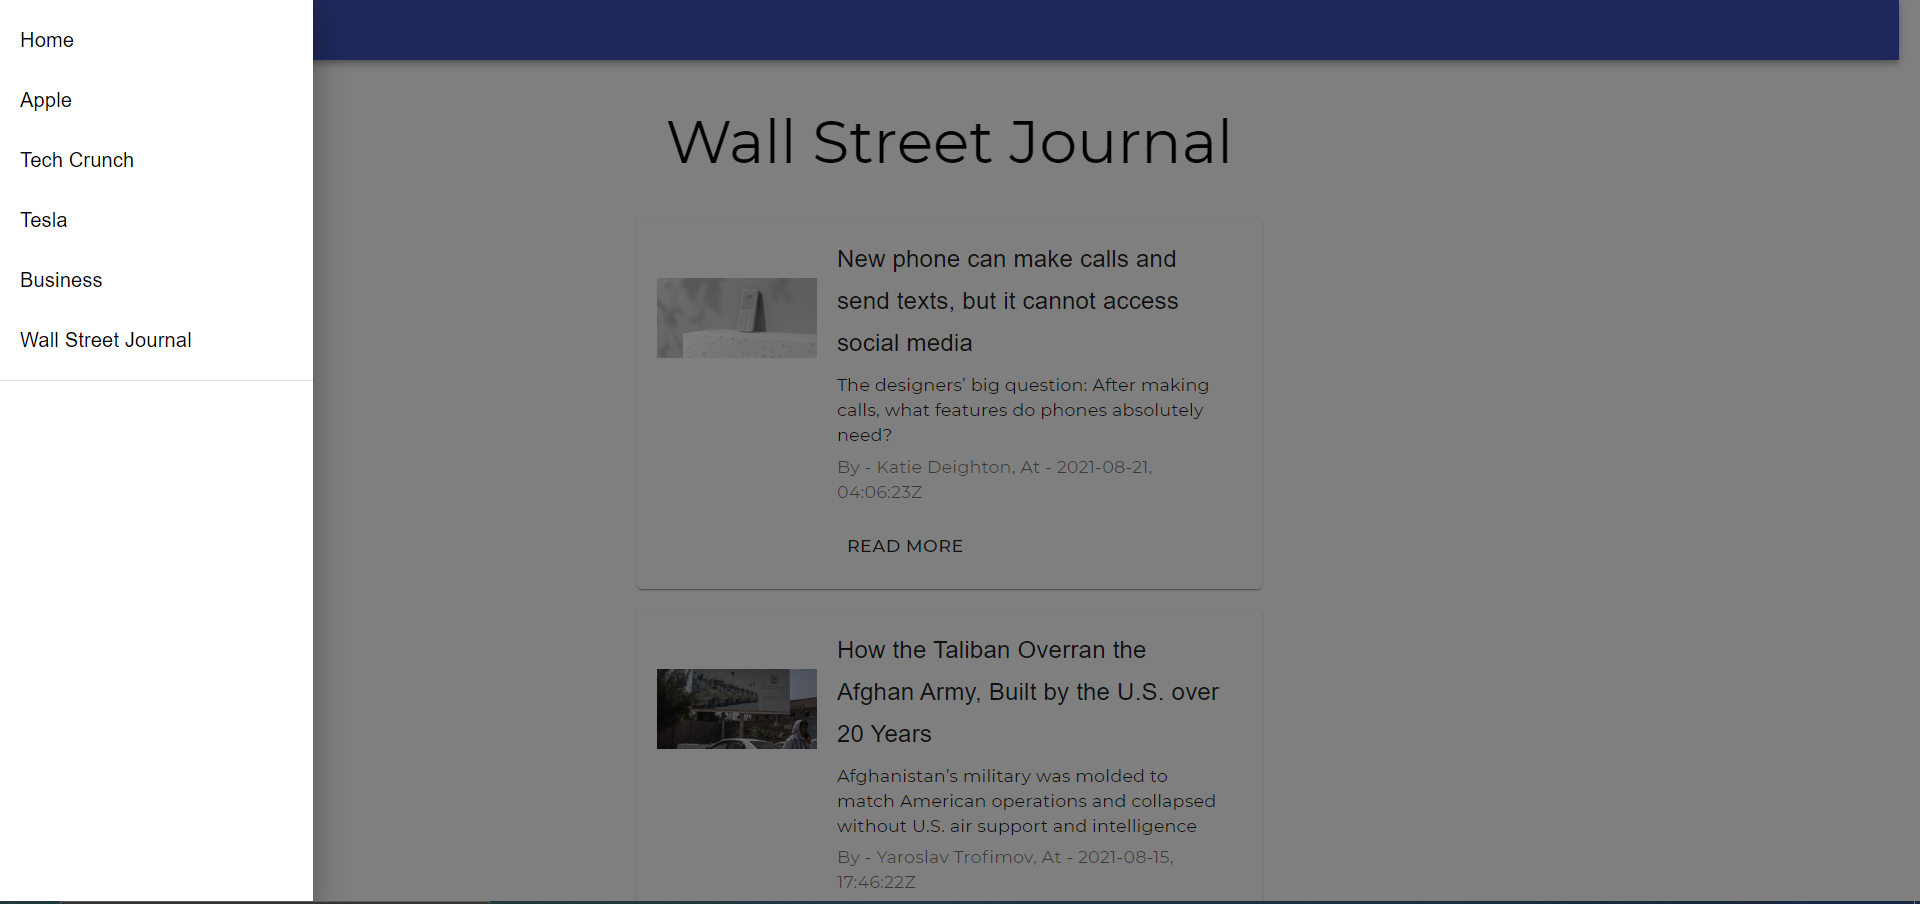 Home
Apple
Tech Crunch
Tesla
Business
Wall Street Journal
Wall Street Journal
New phone can make calls and
send texts, but it cannot access
social media
The designers’ big question: After making
calls, what features do phones absolutely
need?
By - Katie Deighton, At - 2021-08-21,
04:06:23Z
READ MORE
How the Taliban Overran the
Afghan Army, Built by the U.S. over
20 Years
Afghanistan’s military was molded to
match American operations and collapsed
without U.S. air support and intelligence
By - Yaroslav Trofimov, At - 2021-08-15,
17:46:22Z